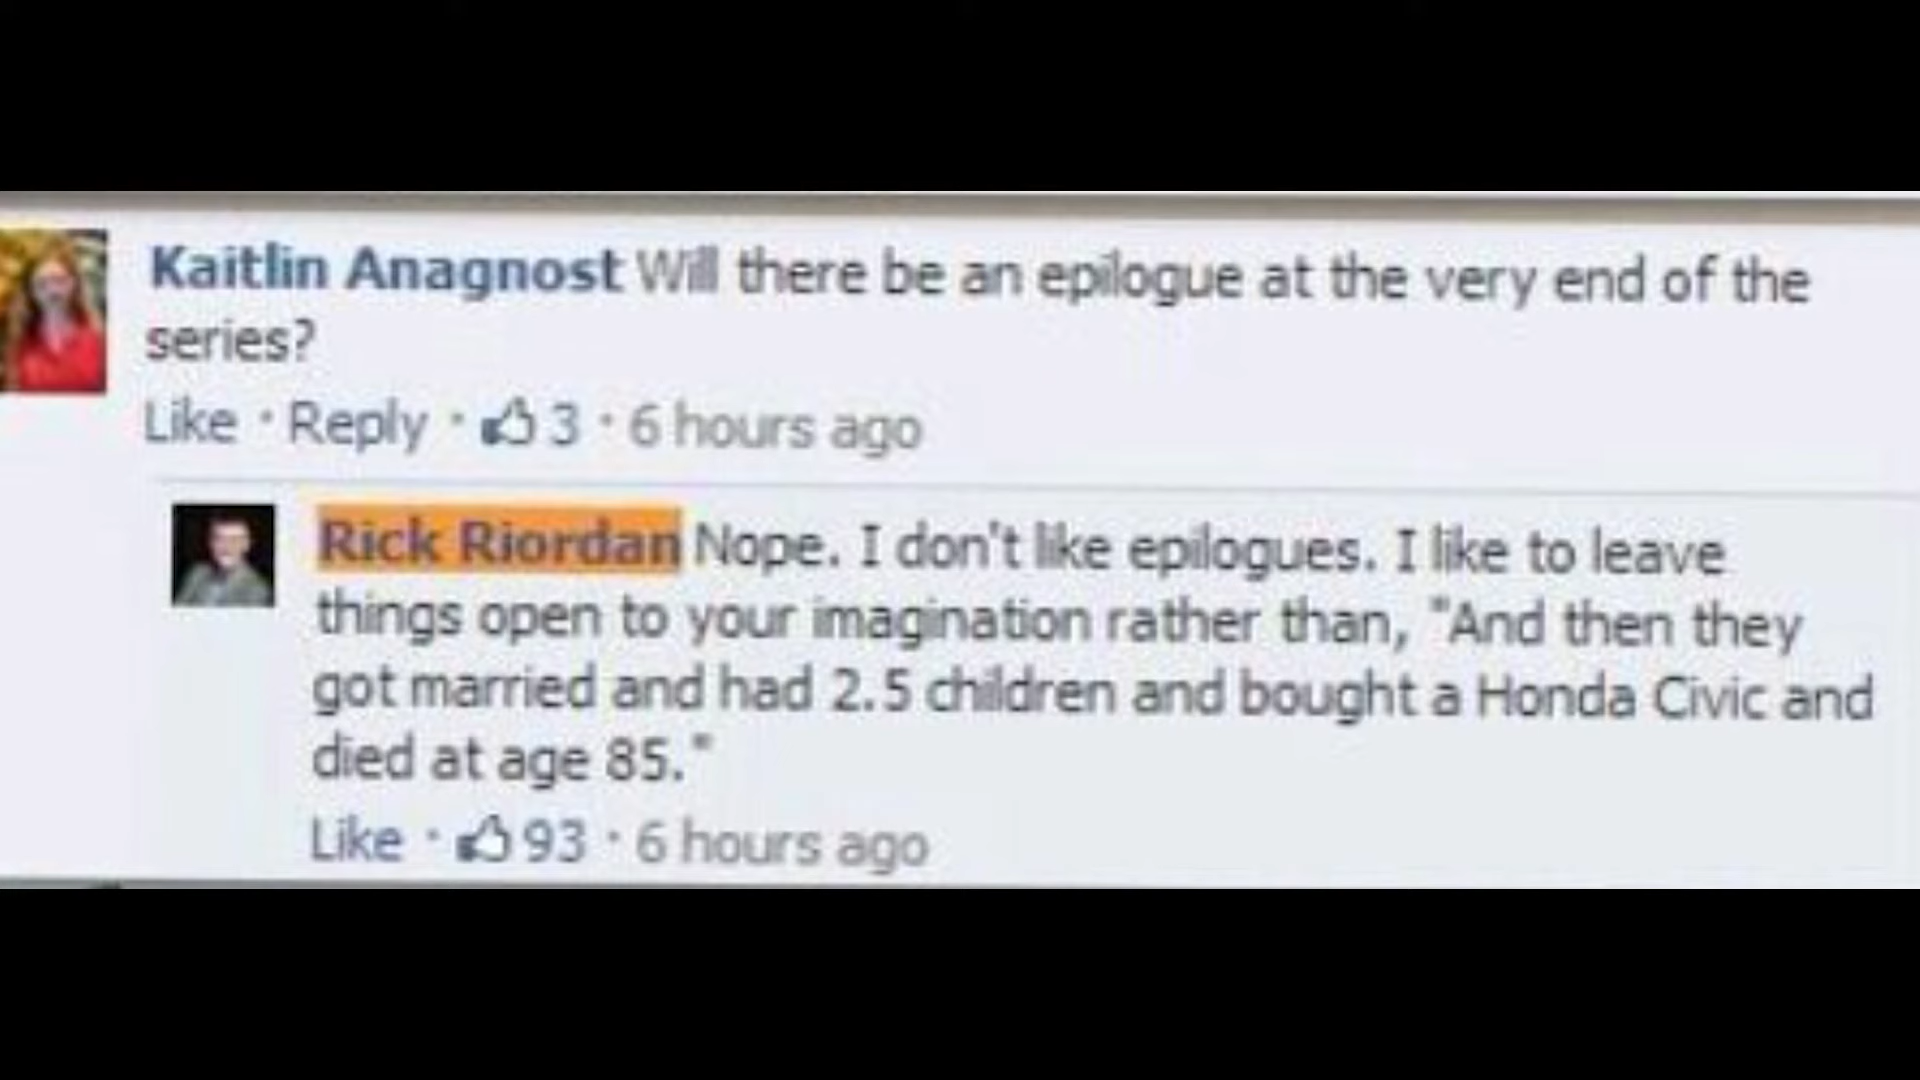 Kaitlin Anagnost Will there be an epilogue at the very end of the
series?
Like · Reply · 3 · 6 hours ago
Rick Riordan Nope. I don't like epilogues. I like to leave
things open to your imagination rather than, "And then they
got married and had 2.5 children and bought a Honda Civic and
died at age 85."
Like · 93 · 6 hours ago